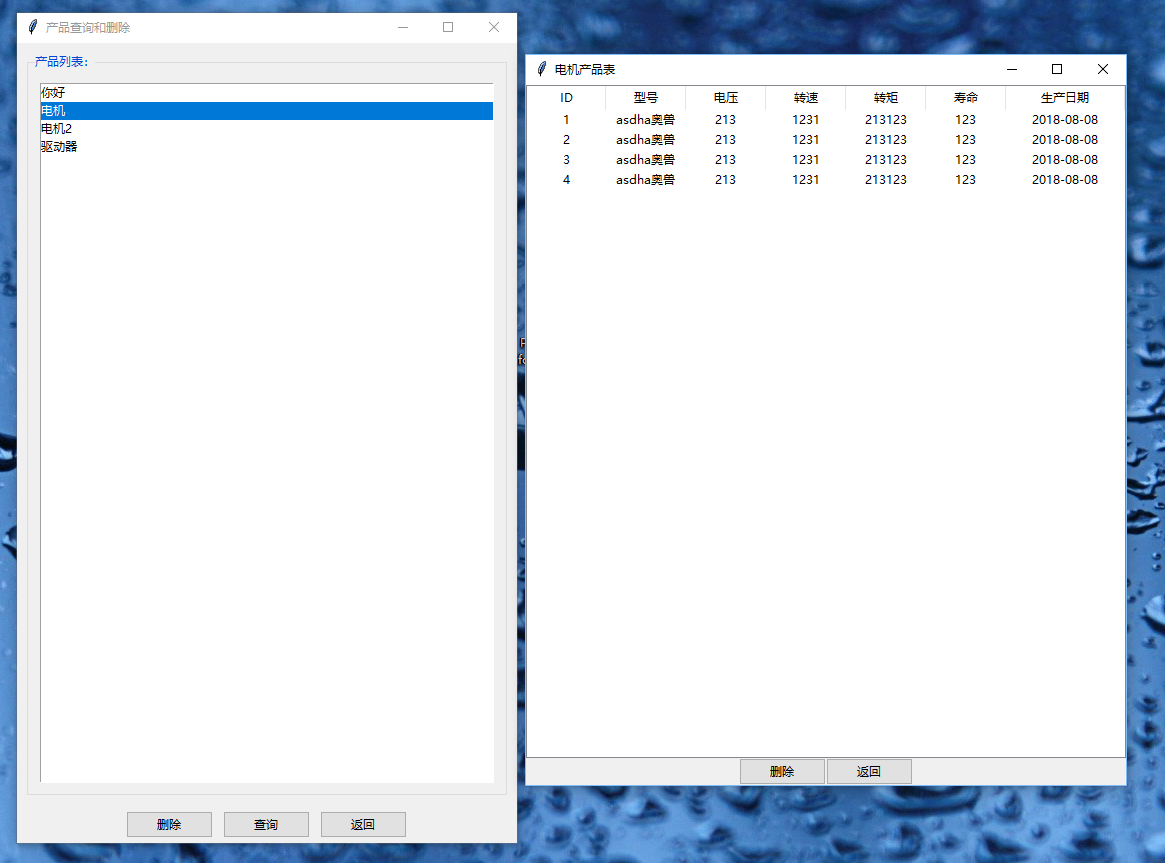 产品查询和删除
产品列表:
你好
电机
电机2
驱动器
删除 查询 返回
电机产品表
ID 型号 电压 转速 转矩 寿命 生产日期
1 asdha奥兽 213 1231 213123 123 2018-08-08
2 asdha奥兽 213 1231 213123 123 2018-08-08
3 asdha奥兽 213 1231 213123 123 2018-08-08
4 asdha奥兽 213 1231 213123 123 2018-08-08
删除 返回